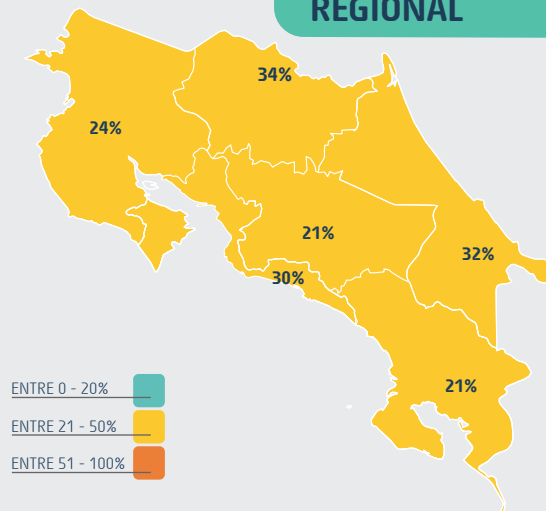 REGIONAL
34%
24%
21%
32%
30%
21%
ENTRE 0 - 20%
ENTRE 21 - 50%
ENTRE 51 - 100%